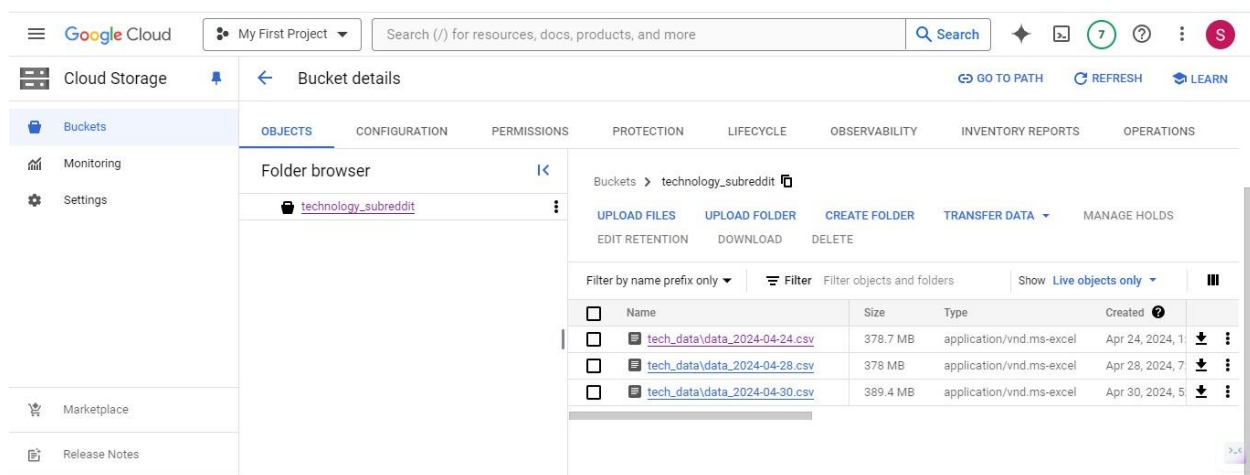 Google Cloud My First Project Search (/) for resources, docs, products, and more Search 7 S
Cloud Storage Bucket details GO TO PATH REFRESH LEARN
Buckets
Monitoring
Settings
Marketplace
Release Notes
OBJECTS CONFIGURATION PERMISSIONS PROTECTION LIFECYCLE OBSERVABILITY INVENTORY REPORTS OPERATIONS
Folder browser
technology_subreddit
Buckets > technology_subreddit
UPLOAD FILES UPLOAD FOLDER CREATE FOLDER TRANSFER DATA MANAGE HOLDS
EDIT RETENTION DOWNLOAD DELETE
Filter by name prefix only Filter Filter objects and folders Show Live objects only
Name Size Type Created
tech_data\data_2024-04-24.csv 378.7 MB application/vnd.ms-excel Apr 24, 2024, 1
tech_data\data_2024-04-28.csv 378 MB application/vnd.ms-excel Apr 28, 2024, 7:
tech_data\data_2024-04-30.csv 389.4 MB application/vnd.ms-excel Apr 30, 2024, 5